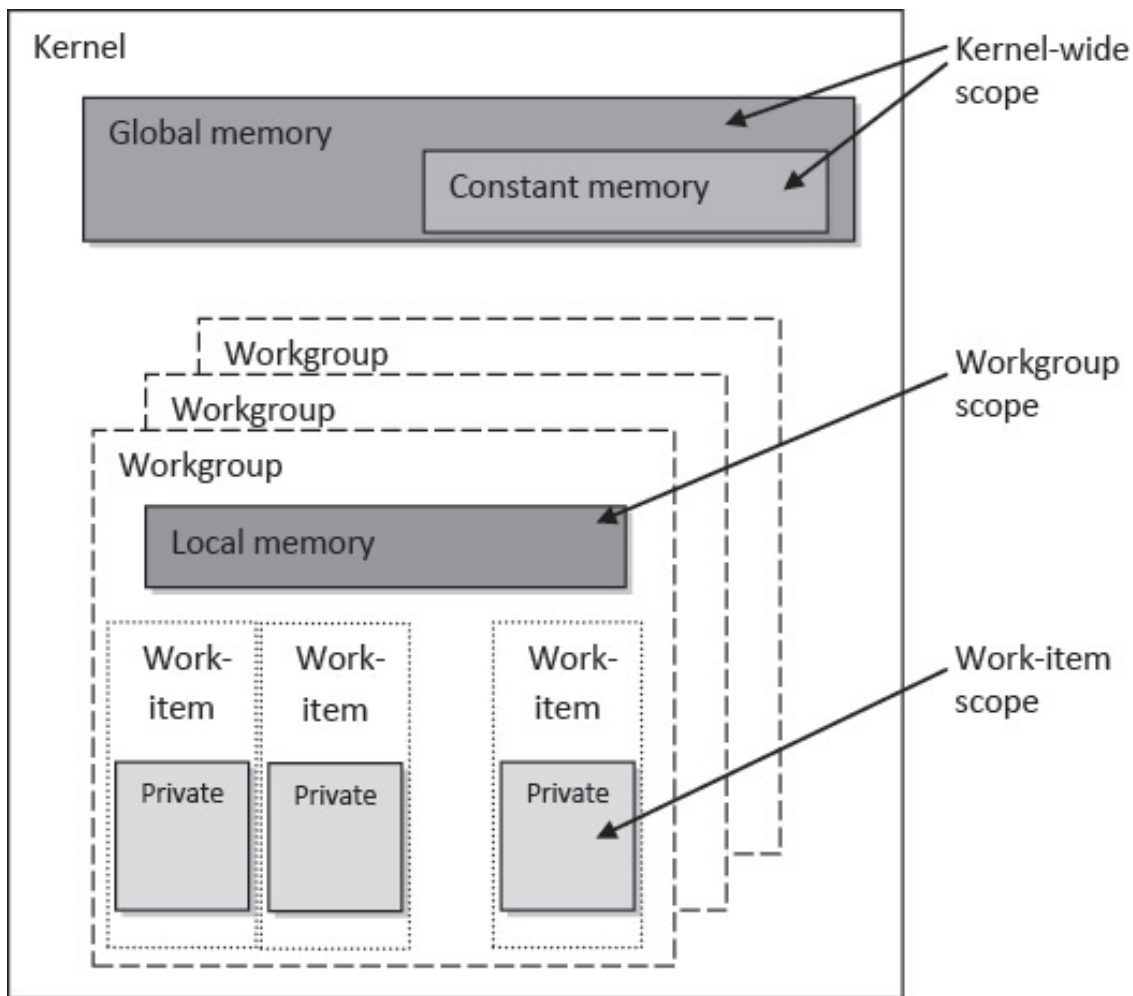 Kernel
Kernel-wide
scope
Global memory
Constant memory
Workgroup
Workgroup
Workgroup
Workgroup
scope
Local memory
Work-
item
Work-
item
Work-
item
Work-item
scope
Private
Private
Private